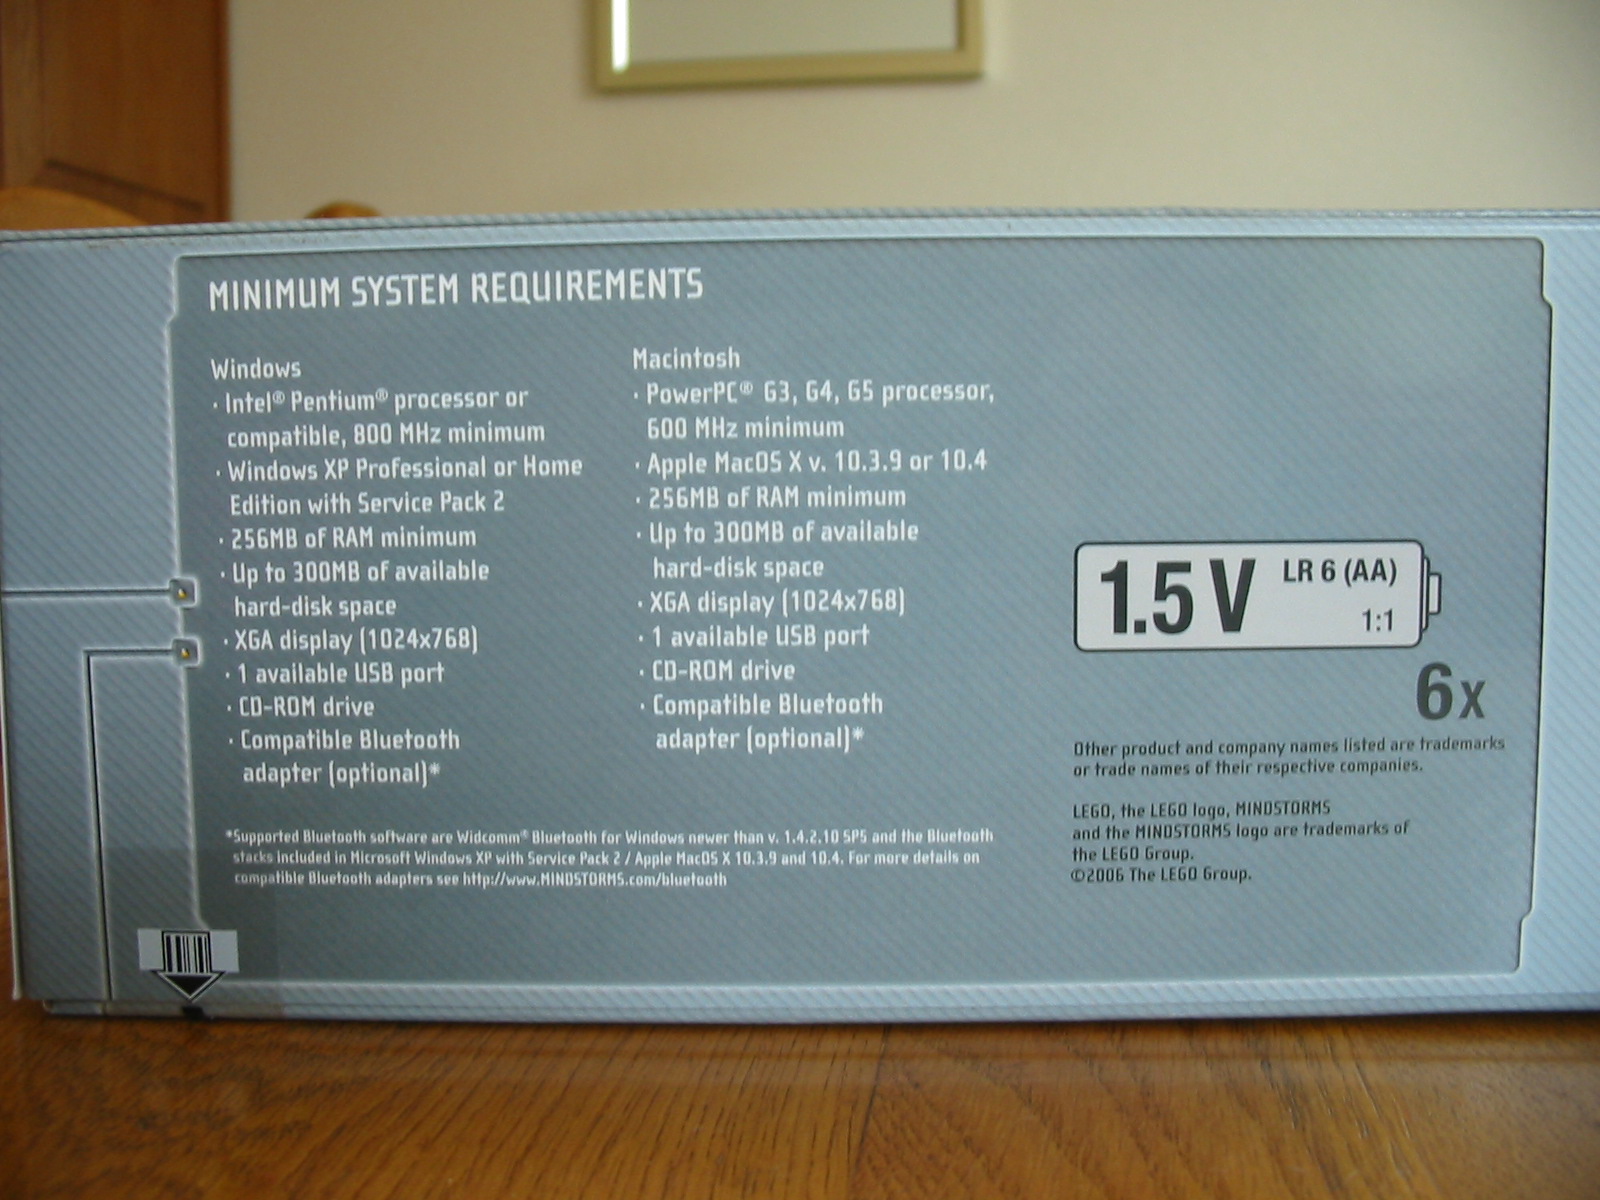 MINIMUM SYSTEM REQUIREMENTS
Windows
· Intel® Pentium® processor or
compatible, 800 MHz minimum
· Windows XP Professional or Home
Edition with Service Pack 2
· 256MB of RAM minimum
· Up to 300MB of available
hard-disk space
· XGA display (1024x768)
· 1 available USB port
· CD-ROM drive
· Compatible Bluetooth
adapter (optional)*
Macintosh
· PowerPC® G3, G4, G5 processor,
600 MHz minimum
· Apple MacOS X v. 10.3.9 or 10.4
· 256MB of RAM minimum
· Up to 300MB of available
hard-disk space
· XGA display (1024x768)
· 1 available USB port
· CD-ROM drive
· Compatible Bluetooth
adapter (optional)*
*Supported Bluetooth software are Widcomm® Bluetooth for Windows newer than v. 1.4.2.10 SP5 and the Bluetooth
stacks included in Microsoft Windows XP with Service Pack 2 / Apple MacOS X 10.3.9 and 10.4. For more details on
compatible Bluetooth adapters see http://www.MINDSTORMS.com/bluetooth
1.5 V LR 6 (AA)
1:1
6x
Other product and company names listed are trademarks
or trade names of their respective companies.
LEGO, the LEGO logo, MINDSTORMS
and the MINDSTORMS logo are trademarks of
the LEGO Group.
©2006 The LEGO Group.